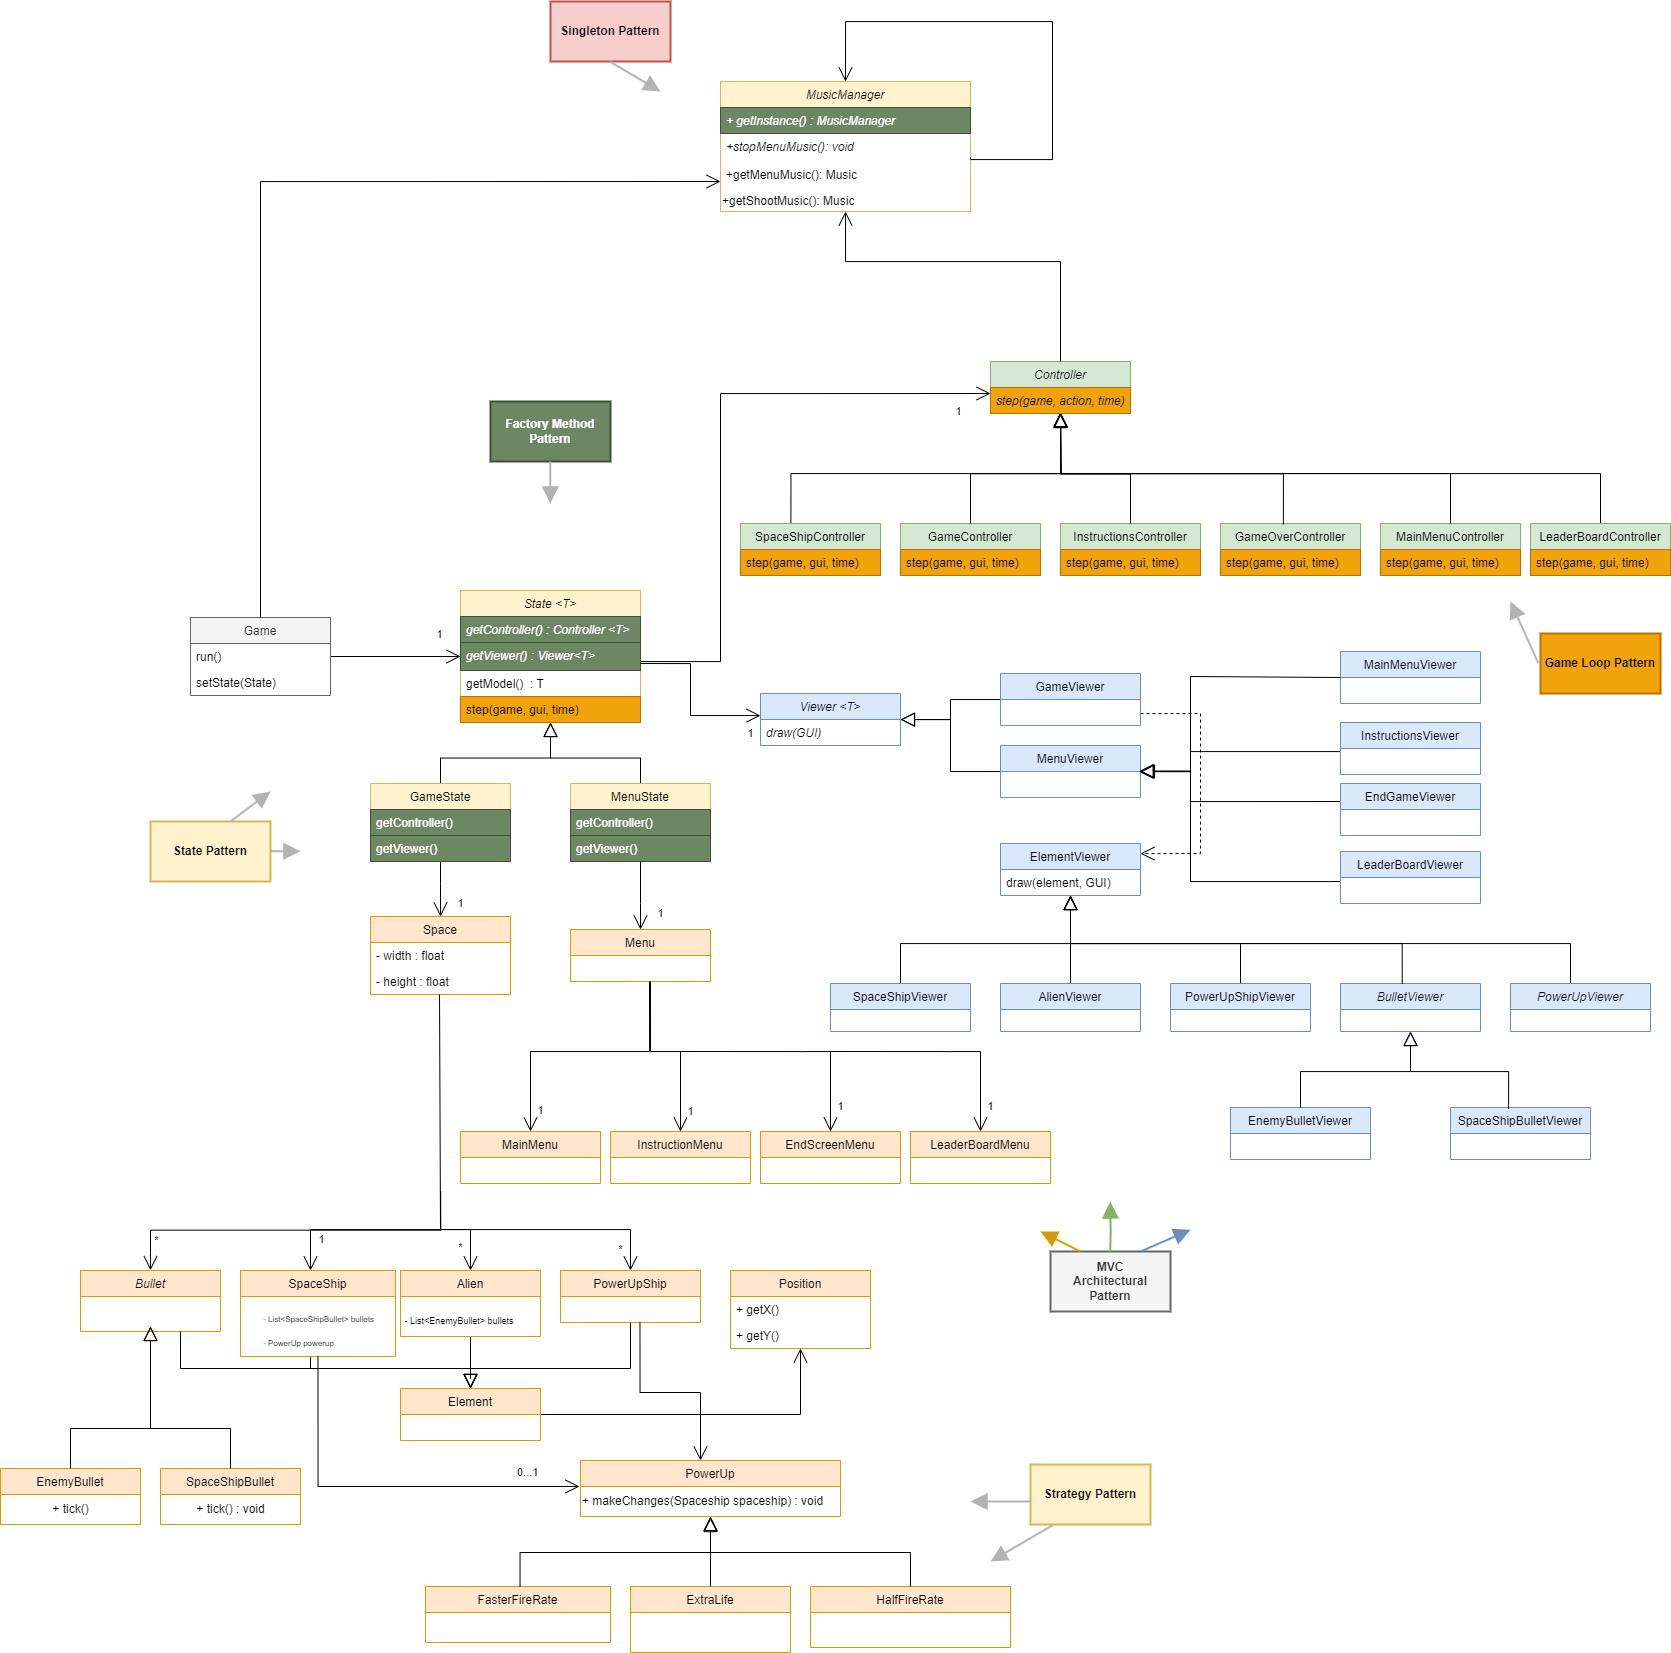 Singleton Pattern
MusicManager
+ getInstance() : MusicManager
+stopMenuMusic(): void
+getMenuMusic(): Music
+getShootMusic(): Music
Controller
step(game, action, time)
1
Factory Method
Pattern
SpaceShipController
step(game, gui, time)
GameController
step(game, gui, time)
InstructionsController
step(game, gui, time)
GameOverController
step(game, gui, time)
MainMenuController
step(game, gui, time)
LeaderBoardController
step(game, gui, time)
Game Loop Pattern
Game
run()
setState(State)
1
State <T>
getController() : Controller <T>
getViewer() : Viewer<T>
getModel()  : T
step(game, gui, time)
Viewer <T>
draw(GUI)
1
GameViewer
MenuViewer
MainMenuViewer
InstructionsViewer
EndGameViewer
LeaderBoardViewer
ElementViewer
draw(element, GUI)
State Pattern
GameState
getController()
getViewer()
MenuState
getController()
getViewer()
1
1
Space
- width : float
- height : float
Menu
SpaceShipViewer
AlienViewer
PowerUpShipViewer
BulletViewer
PowerUpViewer
EnemyBulletViewer
SpaceShipBulletViewer
1
1
1
1
MainMenu
InstructionMenu
EndScreenMenu
LeaderBoardMenu
MVC
Architectural
Pattern
*
1
*
*
Bullet
SpaceShip
- List<SpaceShipBullet> bullets
- PowerUp powerup
Alien
- List<EnemyBullet> bullets
PowerUpShip
Position
+ getX()
+ getY()
Element
EnemyBullet
+ tick()
SpaceShipBullet
+ tick() : void
0...1
PowerUp
+ makeChanges(Spaceship spaceship) : void
Strategy Pattern
FasterFireRate
ExtraLife
HalfFireRate